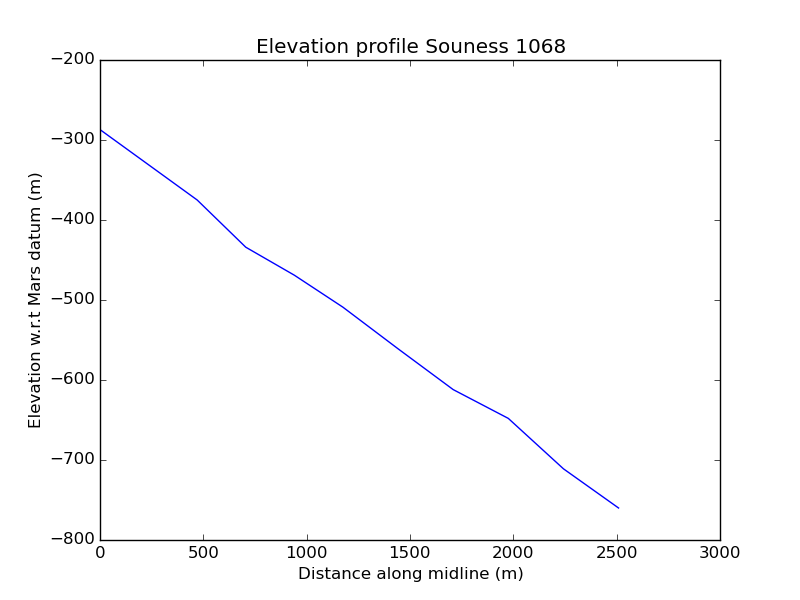 Elevation profile Souness 1068
−200
−300
−400
−500
−600
−700
−800
Elevation w.r.t Mars datum (m)
0 500 1000 1500 2000 2500 3000
Distance along midline (m)